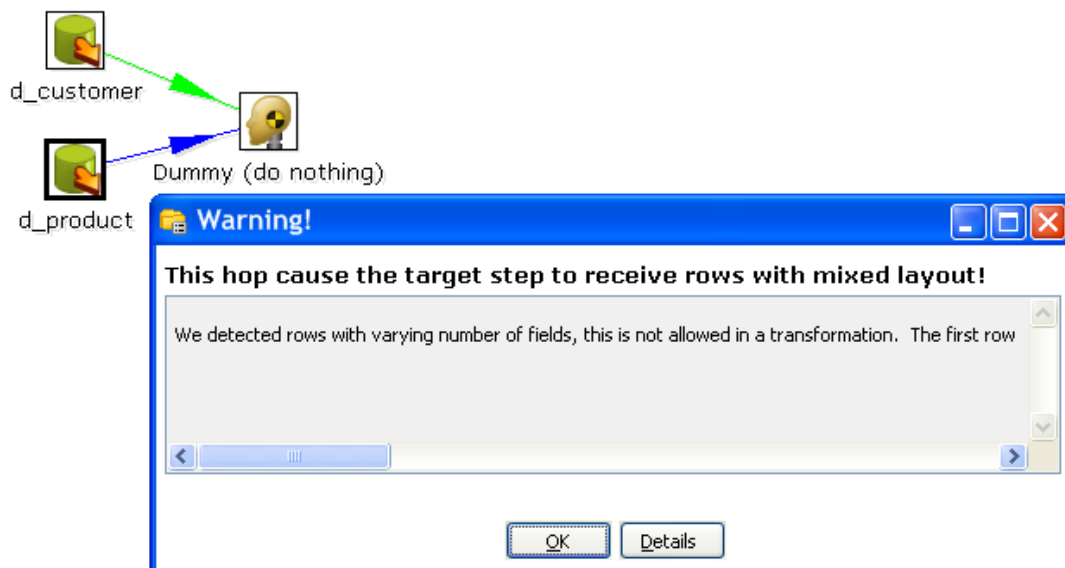 d_customer
Dummy (do nothing)
d_product
Warning!
This hop cause the target step to receive rows with mixed layout!
We detected rows with varying number of fields, this is not allowed in a transformation. The first row
OK
Details